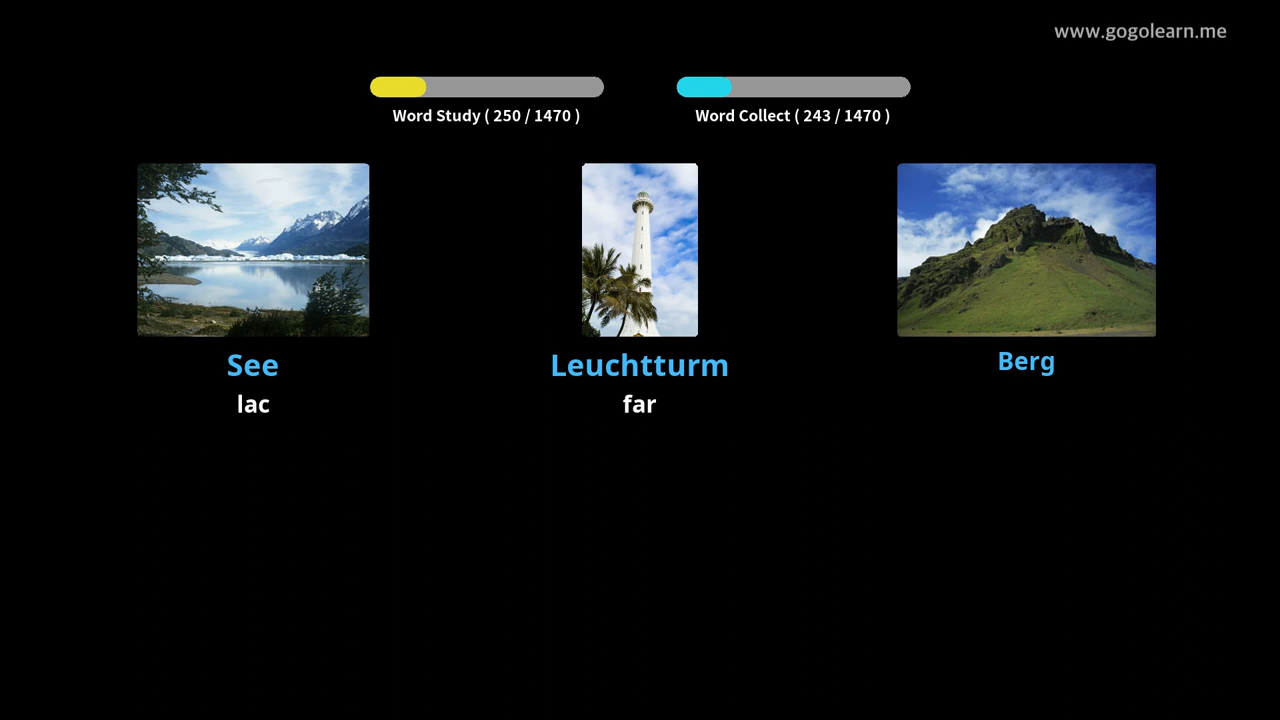 www.gogolearn.me
Word Study ( 250 / 1470 )
Word Collect ( 243 / 1470 )
See
Leuchtturm
Berg
lac
far